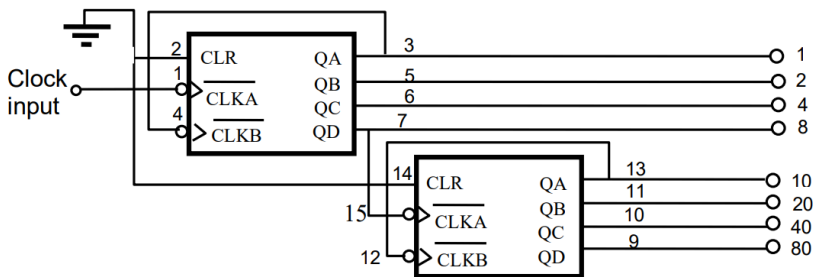 2 CLR QA 3 1
Clock input
1 CLKA QB 5 2
4 CLKB QC 6 4
QD 7 8
14 CLR QA 13 10
15 CLKA QB 11 20
QC 10 40
12 CLKB QD 9 80